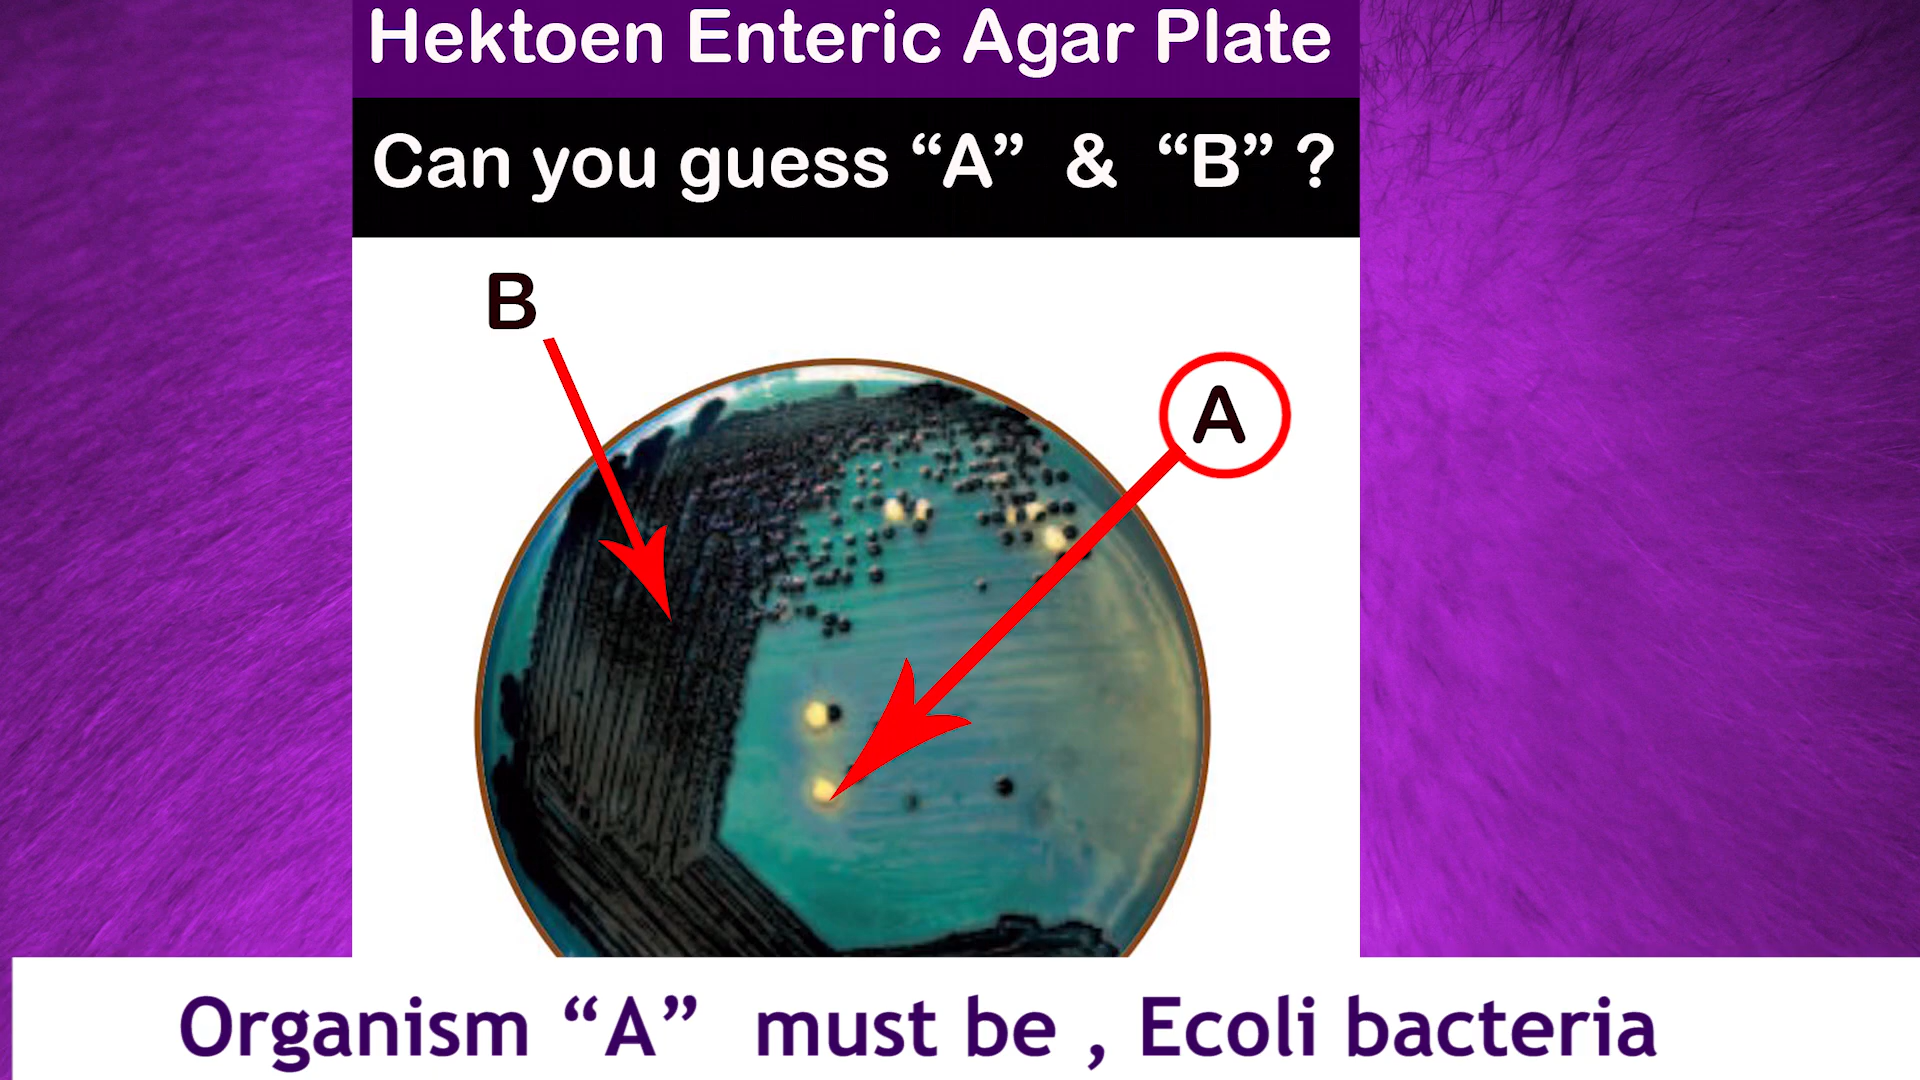 Hektoen Enteric Agar Plate
Can you guess “A” & “B” ?
B
A
Organism “A” must be , Ecoli bacteria